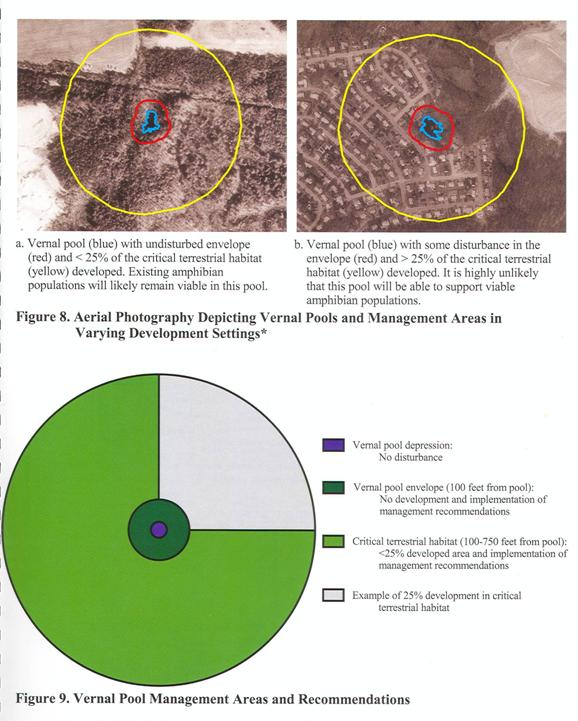 a. Vernal pool (blue) with undisturbed envelope
(red) and < 25% of the critical terrestrial habitat
(yellow) developed. Existing amphibian
populations will likely remain viable in this pool.
b. Vernal pool (blue) with some disturbance in the
envelope (red) and > 25% of the critical terrestrial
habitat (yellow) developed. It is highly unlikely
that this pool will be able to support viable
amphibian populations.
Figure 8. Aerial Photography Depicting Vernal Pools and Management Areas in
Varying Development Settings*
Vernal pool depression:
No disturbance
Vernal pool envelope (100 feet from pool):
No development and implementation of
management recommendations
Critical terrestrial habitat (100-750 feet from pool):
<25% developed area and implementation of
management recommendations
Example of 25% development in critical
terrestrial habitat
Figure 9. Vernal Pool Management Areas and Recommendations